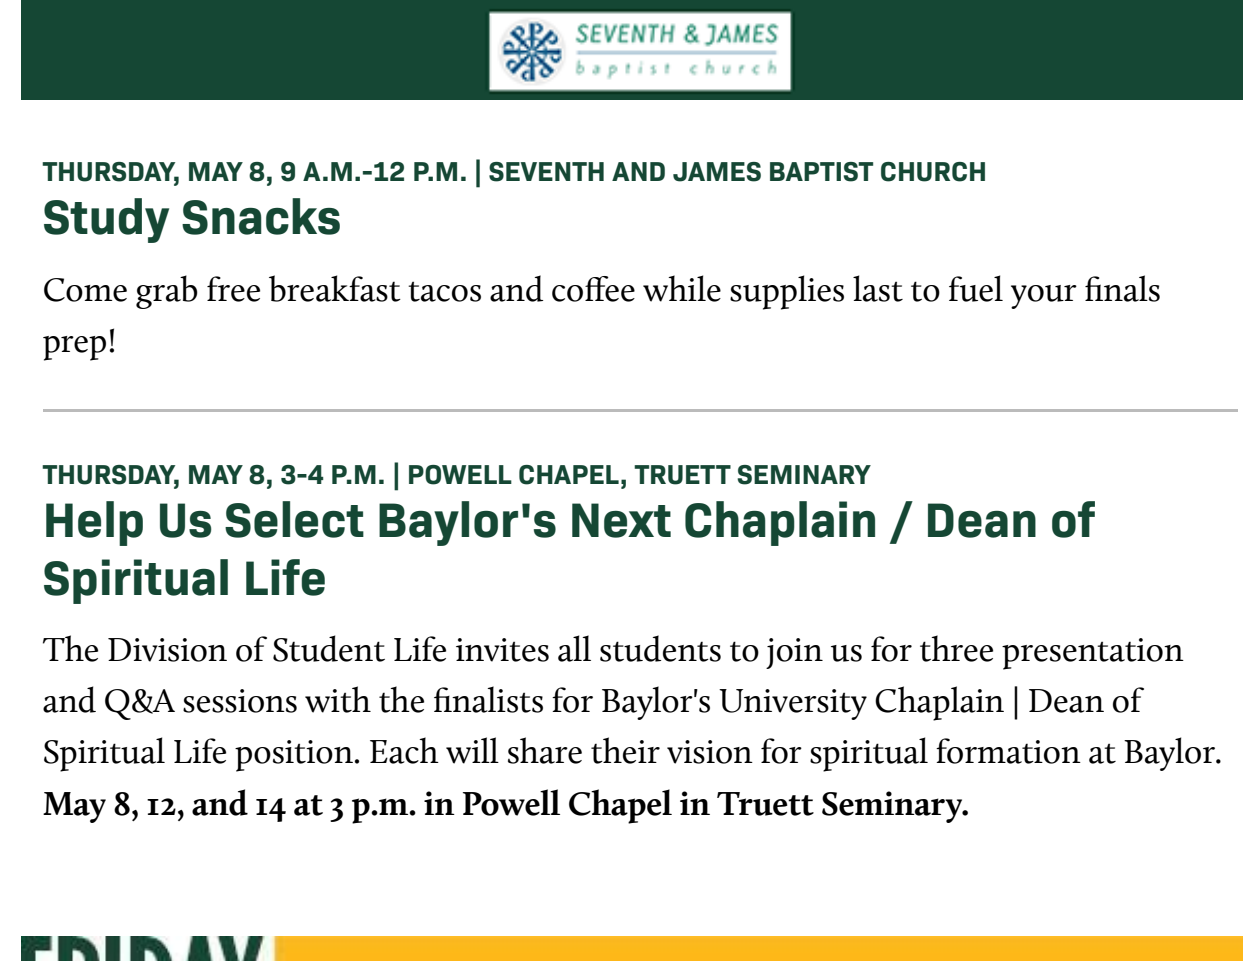 SEVENTH & JAMES
baptist church
THURSDAY, MAY 8, 9 A.M.-12 P.M. | SEVENTH AND JAMES BAPTIST CHURCH
Study Snacks
Come grab free breakfast tacos and coffee while supplies last to fuel your finals
prep!
THURSDAY, MAY 8, 3-4 P.M. | POWELL CHAPEL, TRUETT SEMINARY
Help Us Select Baylor's Next Chaplain / Dean of
Spiritual Life
The Division of Student Life invites all students to join us for three presentation
and Q&A sessions with the finalists for Baylor's University Chaplain | Dean of
Spiritual Life position. Each will share their vision for spiritual formation at Baylor.
May 8, 12, and 14 at 3 p.m. in Powell Chapel in Truett Seminary.
FRIDAY